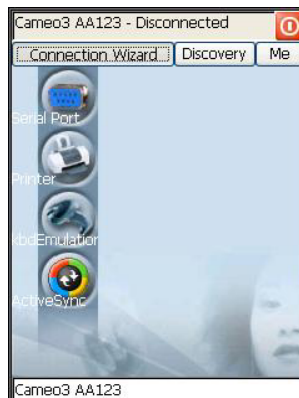 Cameo3 AA123 - Disconnected
Connection Wizard Discovery Me
Serial Port
Printer
kbdEmulation
ActiveSync
Cameo3 AA123